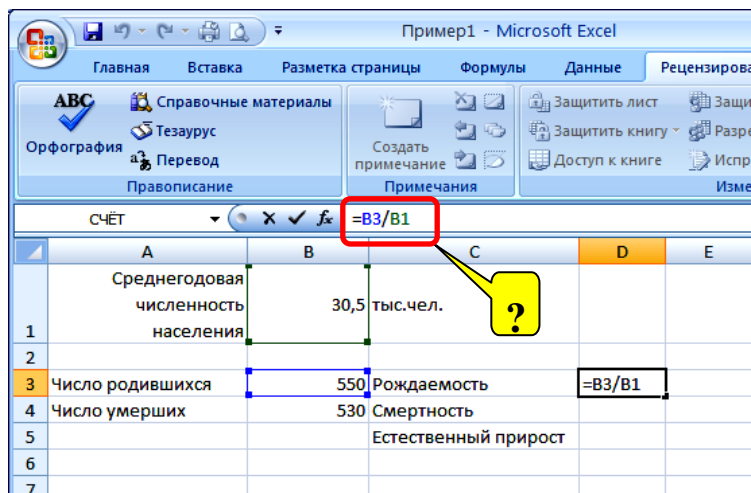 Пример1 - Microsoft Excel
Главная Вставка Разметка страницы Формулы Данные
ABC Справочные материалы Защитить лист
Тезаурус Создать Защитить книгу
Орфография Перевод примечание Доступ к книге
Правописание Примечания
СЧЁТ fx =B3/B1
A B C D E
Среднегодовая
численность 30,5 тыс.чел. ?
1 населения
2
3 Число родившихся 550 Рождаемость =B3/B1
4 Число умерших 530 Смертность
5 Естественный прирост
6
7